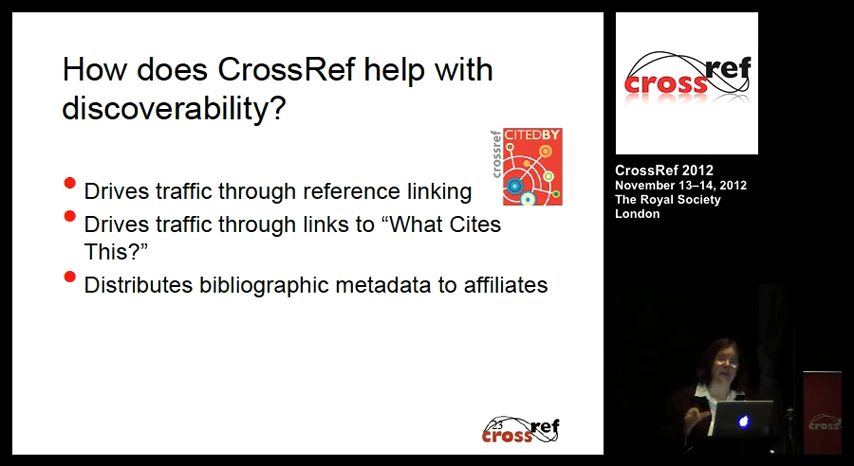 How does CrossRef help with
discoverability?
crossref
CITEDBY
Drives traffic through reference linking
Drives traffic through links to “What Cites
This?”
Distributes bibliographic metadata to affiliates
23
crossref
crossref
CrossRef 2012
November 13–14, 2012
The Royal Society
London
crossref